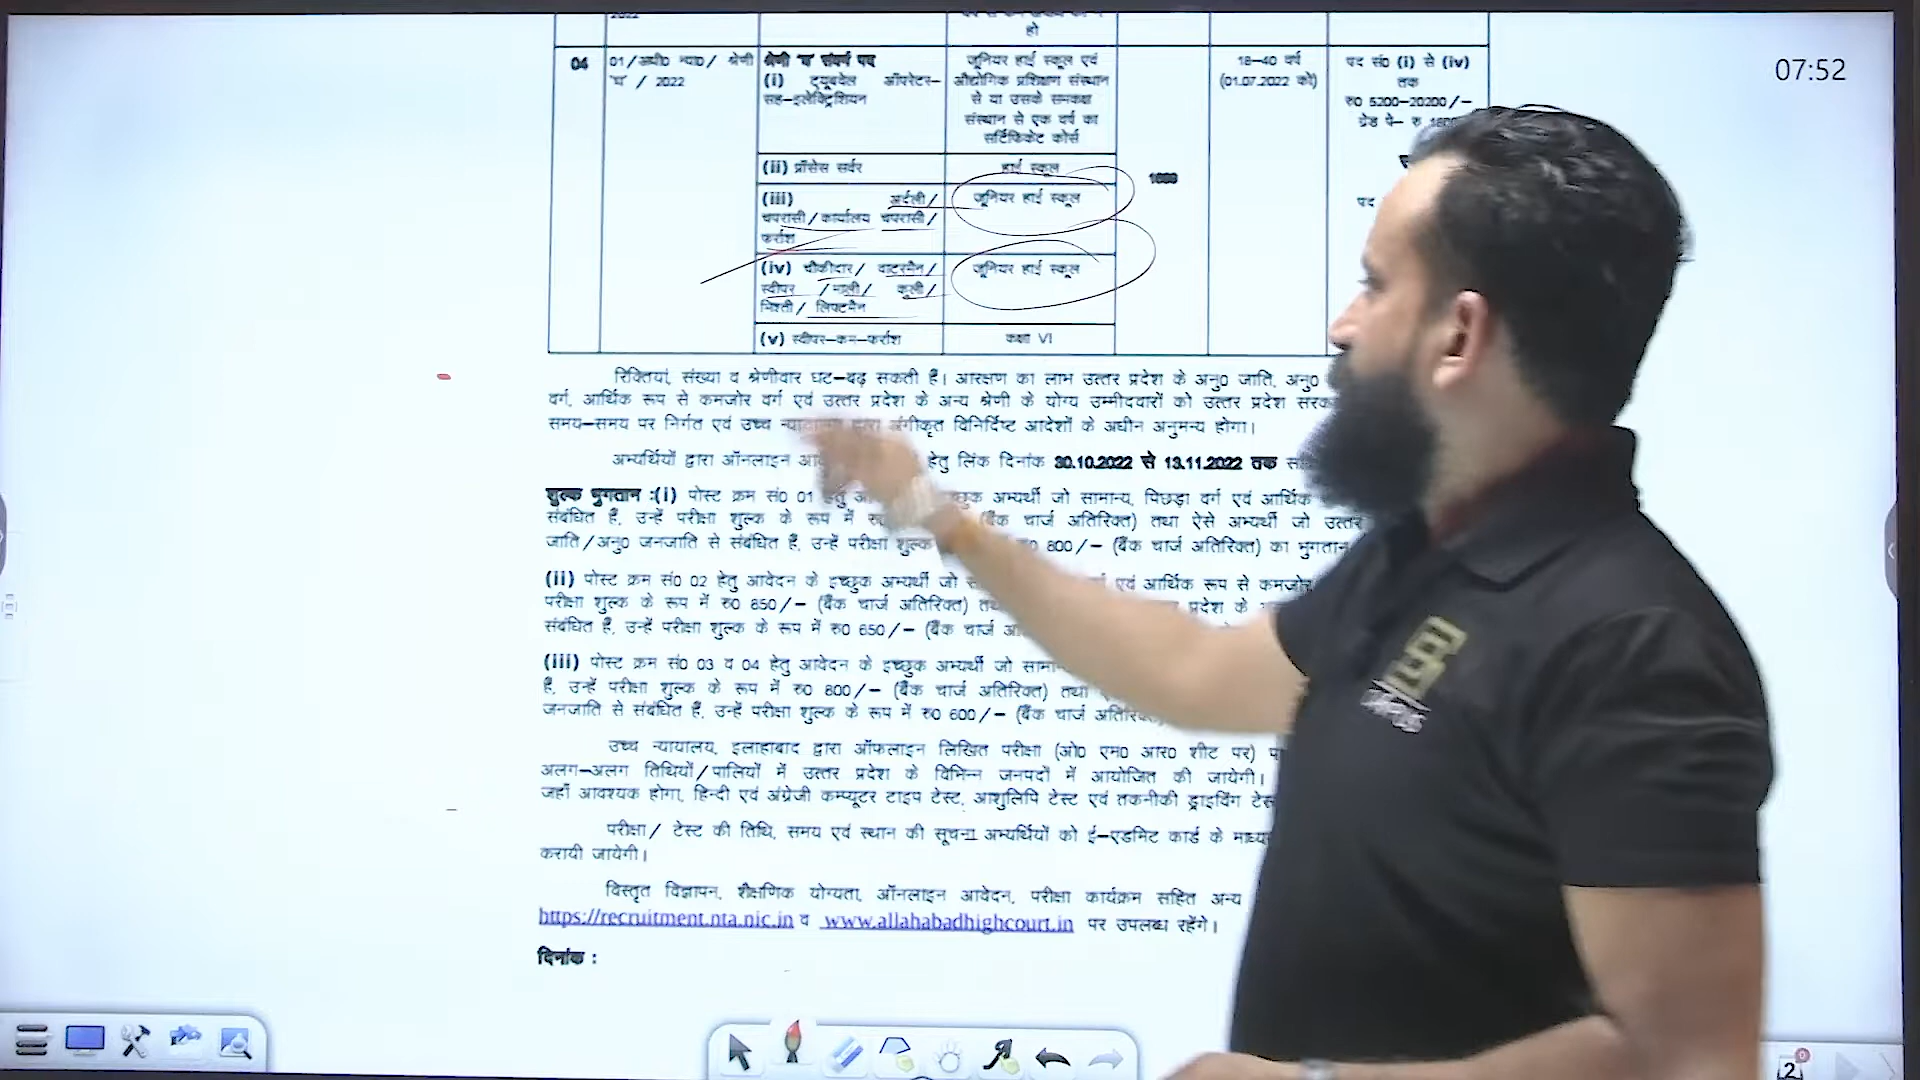 2022
हो
04 01/अधी0 न्या0/ श्रेणी 'घ' / 2022
श्रेणी 'घ' संवर्ग पद
(i) ट्यूबवेल ऑपरेटर-
सह-इलेक्ट्रिशियन
जूनियर हाई स्कूल एवं
औद्योगिक प्रशिक्षण संस्थान
से या उसके समकक्ष
संस्थान से एक वर्ष का
सर्टिफिकेट कोर्स
18-40 वर्ष
(01.07.2022 को)
पद सं0 (i) से (iv)
तक
रु0 5200-20200/-
ग्रेड पे- रु
07:52
(ii) प्रॉसेस सर्वर
हाई स्कूल
(iii) अर्दली/
चपरासी/कार्यालय चपरासी/
फर्राश
जूनियर हाई स्कूल
पद
(iv) चौकीदार/ वाटरमैन/
स्वीपर /माली/ कुली/
भिश्ती/ लिफ्टमैन
जूनियर हाई स्कूल
(v) स्वीपर-कम-फर्राश
कक्षा VI
रिक्तियां, संख्या व श्रेणीवार घट-बढ़ सकती हैं। आरक्षण का लाभ उत्तर प्रदेश के अनु0 जाति, अनु0
वर्ग, आर्थिक रूप से कमजोर वर्ग एवं उत्तर प्रदेश के अन्य श्रेणी के योग्य उम्मीदवारों को उत्तर प्रदेश
समय-समय पर निर्गत एवं उच्च अंगीकृत विनिर्दिष्ट आदेशों के अधीन अनुमन्य होगा।
अभ्यर्थियों द्वारा ऑनलाइन हेतु लिंक दिनांक 30.10.2022 से 13.11.2022 तक
शुल्क भुगतान :(i) पोस्ट क्रम सं0 01 हेतु अभ्यर्थी जो सामान्य, पिछड़ा वर्ग एवं आर्थिक
संबंधित हैं, उन्हें परीक्षा शुल्क के रूप में (बैंक चार्ज अतिरिक्त) तथा ऐसे अभ्यर्थी जो उत्तर
जाति/अनु0 जनजाति से संबंधित हैं, उन्हें परीक्षा शुल्क 800/- (बैंक चार्ज अतिरिक्त) का भुगतान
(ii) पोस्ट क्रम सं0 02 हेतु आवेदन के इच्छुक अभ्यर्थी जो एवं आर्थिक रूप से कमजोर
परीक्षा शुल्क के रूप में रु0 850/- (बैंक चार्ज अतिरिक्त) प्रदेश के
संबंधित हैं, उन्हें परीक्षा शुल्क के रूप में रु0 650/- (बैंक चार्ज
(iii) पोस्ट क्रम सं0 03 व 04 हेतु आवेदन के इच्छुक अभ्यर्थी जो
हैं, उन्हें परीक्षा शुल्क के रूप में रु0 800/- (बैंक चार्ज अतिरिक्त) तथा
जनजाति से संबंधित हैं, उन्हें परीक्षा शुल्क के रूप में रु0 600/- (बैंक चार्ज
उच्च न्यायालय, इलाहाबाद द्वारा ऑफलाइन लिखित परीक्षा (ओ0 एम0 आर0 शीट पर)
अलग-अलग तिथियों/पालियों में उत्तर प्रदेश के विभिन्न जनपदों में आयोजित की जायेगी।
जहाँ आवश्यक होगा, हिन्दी एवं अंग्रेजी कम्प्यूटर टाइप टेस्ट, आशुलिपि टेस्ट एवं तकनीकी ड्राइविंग
परीक्षा/ टेस्ट की तिथि, समय एवं स्थान की सूचना अभ्यर्थियों को ई-एडमिट कार्ड के
करायी जायेगी।
विस्तृत विज्ञापन, शैक्षणिक योग्यता, ऑनलाइन आवेदन, परीक्षा कार्यक्रम सहित अन्य
https://recruitment.nta.nic.in व www.allahabadhighcourt.in पर उपलब्ध रहेंगे।
दिनांक :
2